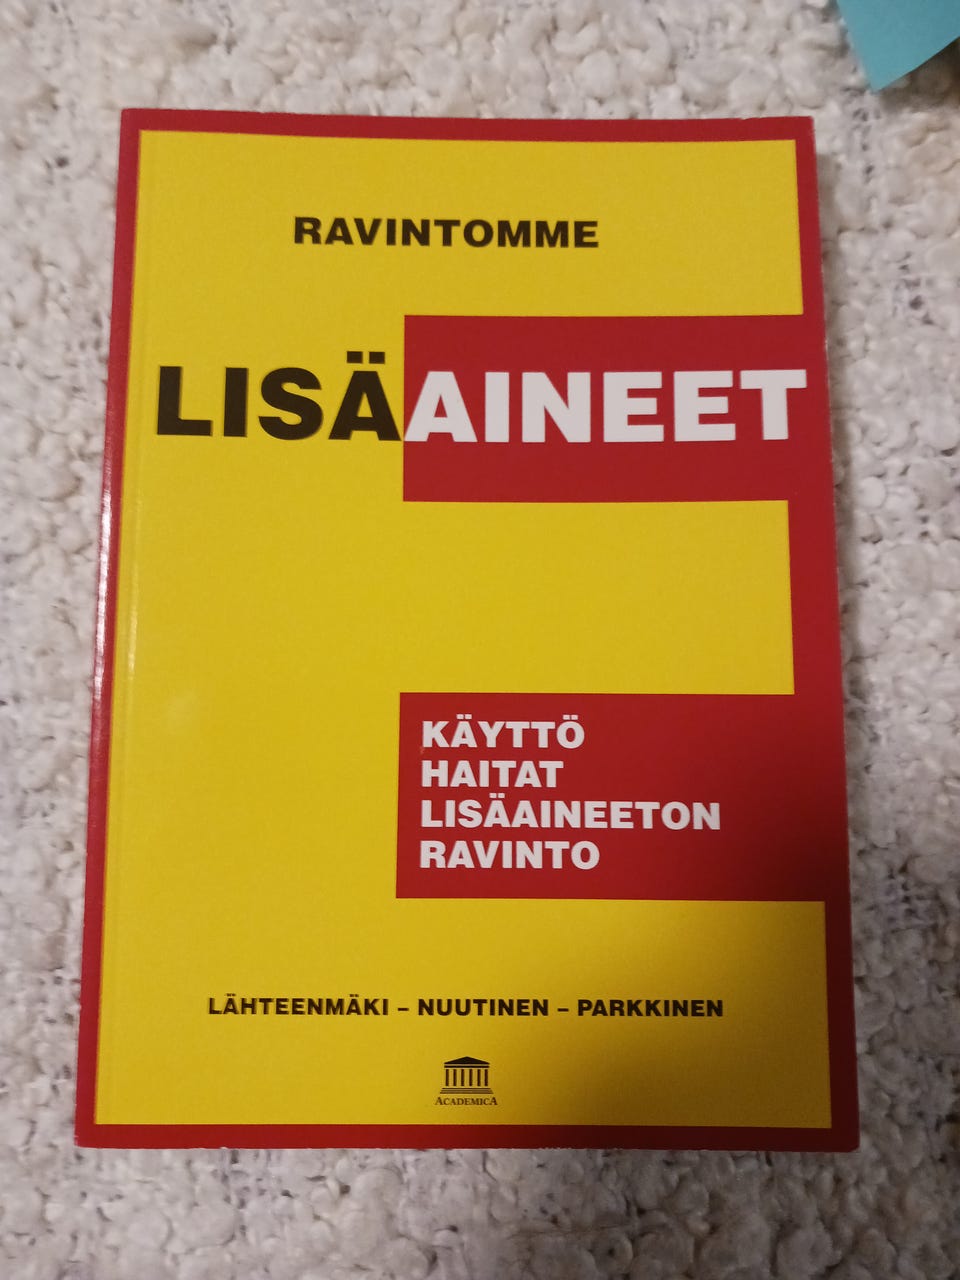 RAVINTOMME
LISÄAINEET
KÄYTTÖ
HAITAT
LISÄAINEETON
RAVINTO
LÄHTEENMÄKI – NUUTINEN – PARKKINEN
ACADEMICA